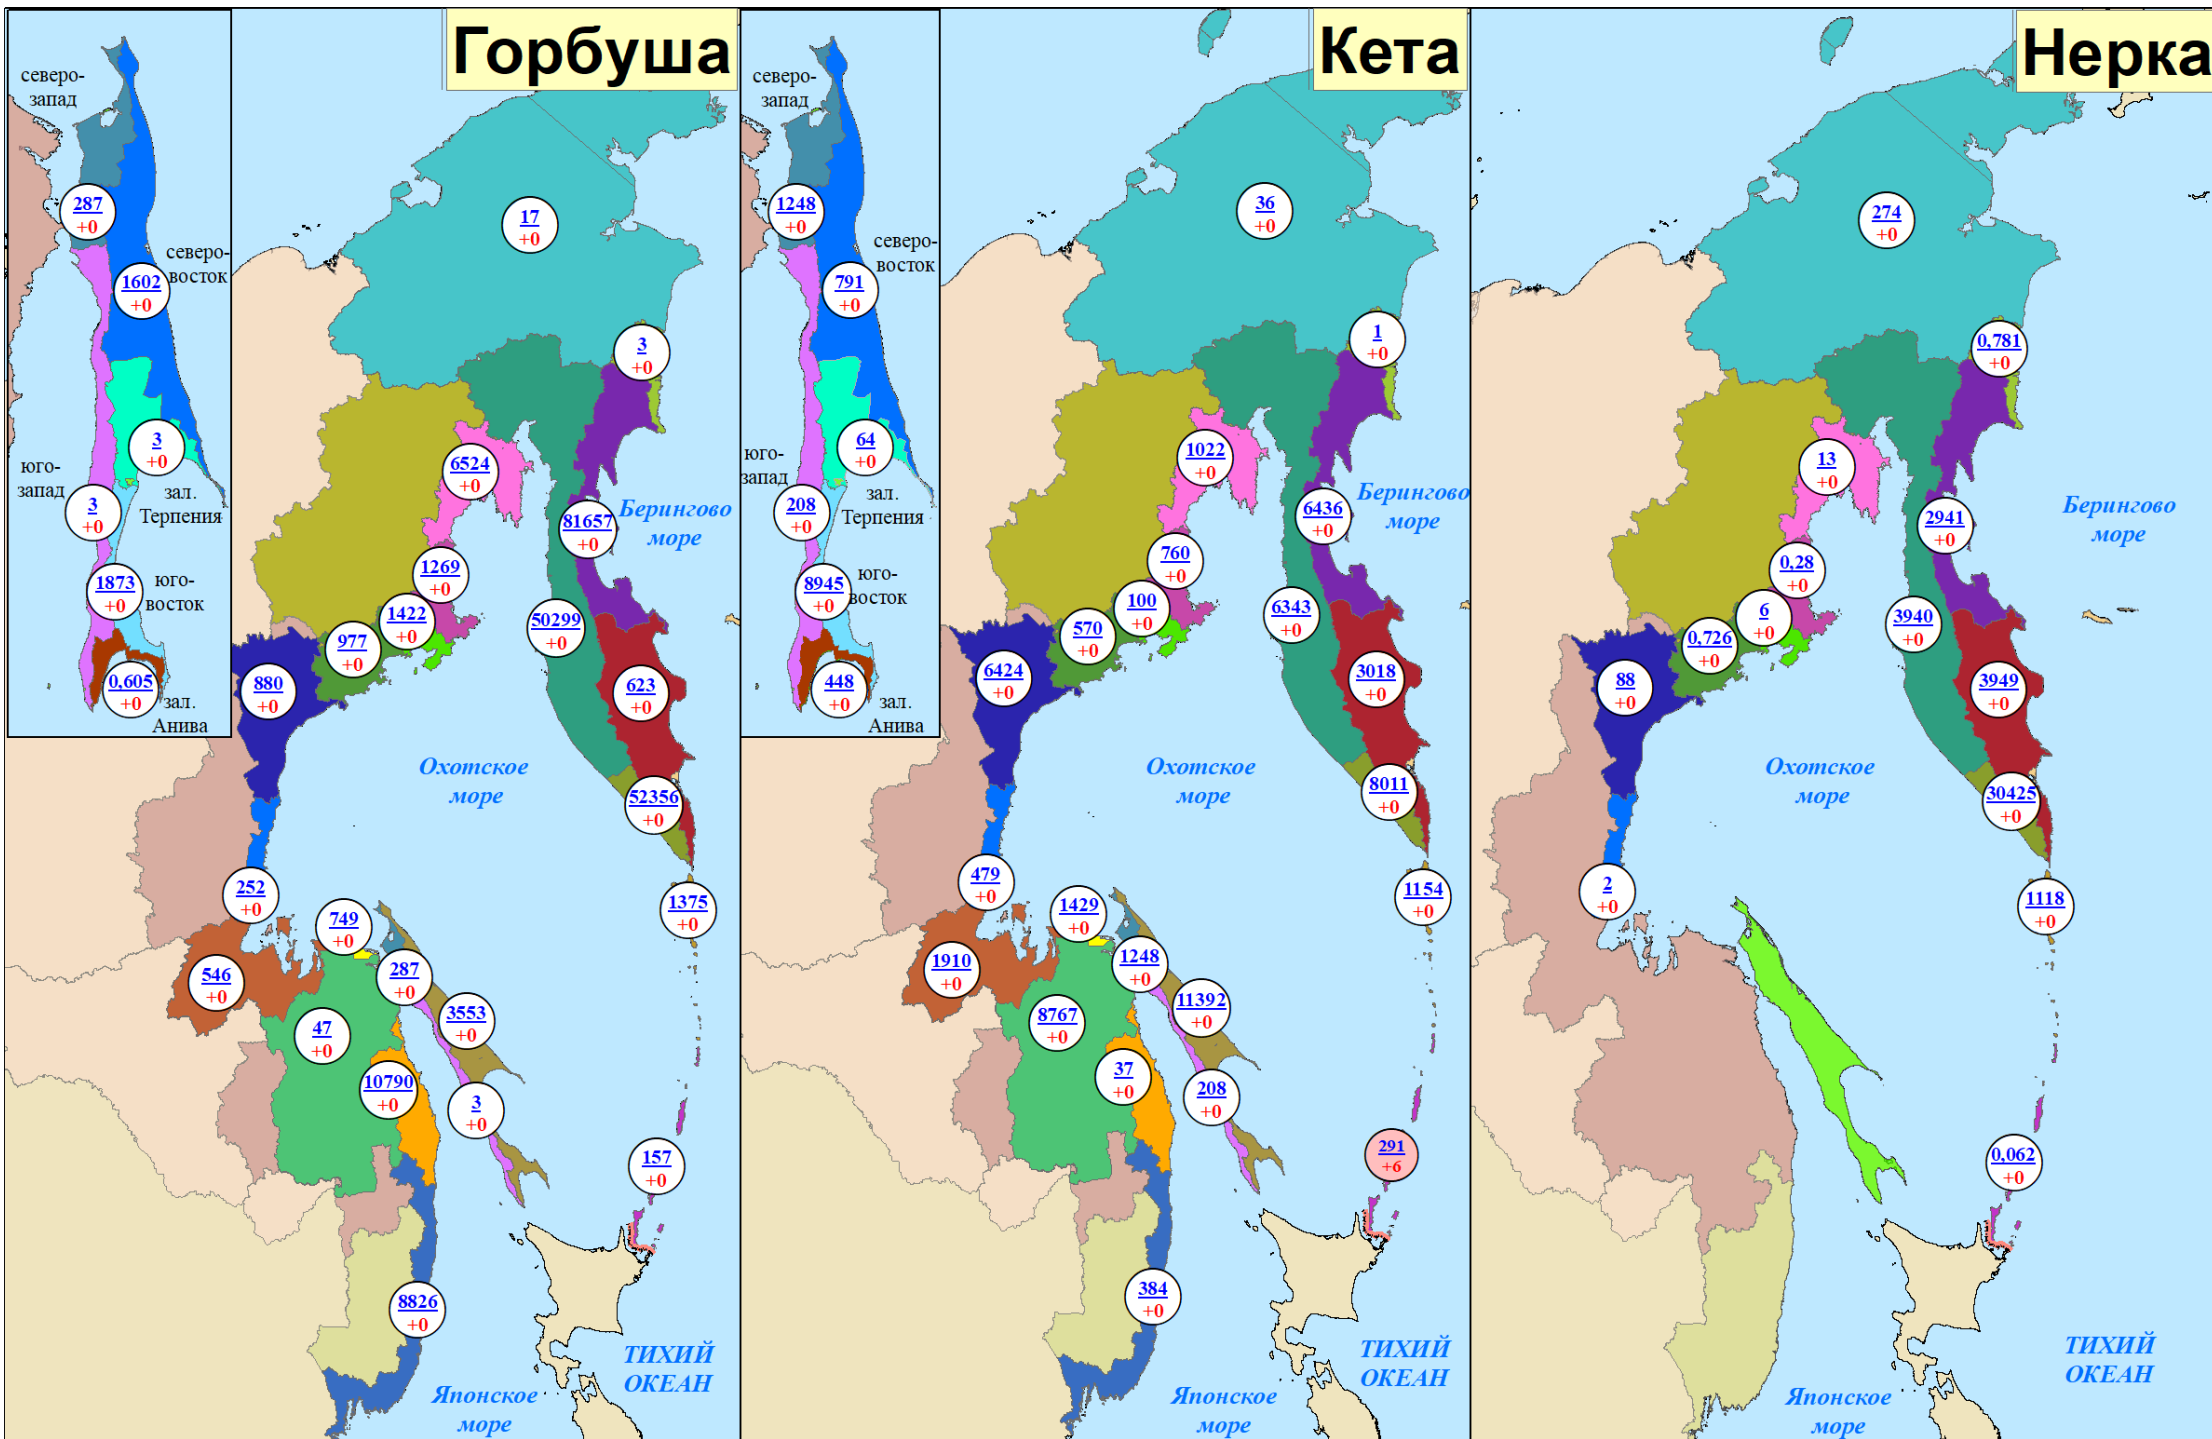 Горбуша
северо-
запад
287
+0
северо-
восток
1602
+0
3
+0
юго-
запад
зал.
Терпения
3
+0
1873
+0
юго-
восток
0,605
+0
зал.
Анива
17
+0
3
+0
6524
+0
81657
+0
Берингово
море
1269
+0
1422
+0
977
+0
50299
+0
880
+0
623
+0
Охотское
море
52356
+0
252
+0
749
+0
1375
+0
546
+0
287
+0
3553
+0
47
+0
10790
+0
3
+0
157
+0
8826
+0
ТИХИЙ
ОКЕАН
Японское
море
Кета
северо-
запад
1248
+0
северо-
восток
791
+0
64
+0
юго-
запад
зал.
Терпения
208
+0
8945
+0
юго-
восток
448
+0
зал.
Анива
36
+0
1
+0
1022
+0
6436
+0
Берингово
море
760
+0
100
+0
570
+0
6343
+0
6424
+0
3018
+0
Охотское
море
8011
+0
479
+0
1429
+0
1154
+0
1910
+0
1248
+0
11392
+0
8767
+0
37
+0
208
+0
291
+6
384
+0
ТИХИЙ
ОКЕАН
Японское
море
Нерка
274
+0
0,781
+0
13
+0
2941
+0
Берингово
море
0,28
+0
6
+0
0,726
+0
3940
+0
88
+0
3949
+0
Охотское
море
30425
+0
2
+0
1118
+0
0,062
+0
ТИХИЙ
ОКЕАН
Японское
море